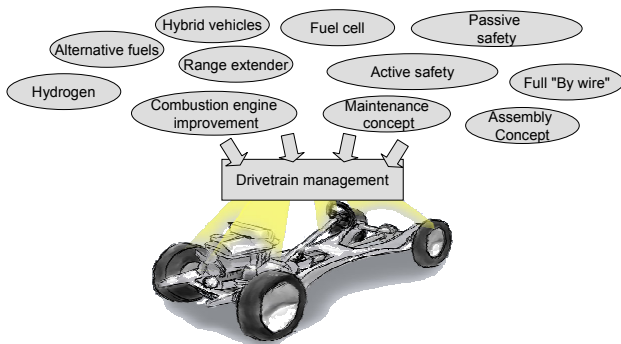 Hybrid vehicles
Fuel cell
Passive
safety
Alternative fuels
Range extender
Active safety
Full "By wire"
Hydrogen
Combustion engine
improvement
Maintenance
concept
Assembly
Concept
Drivetrain management